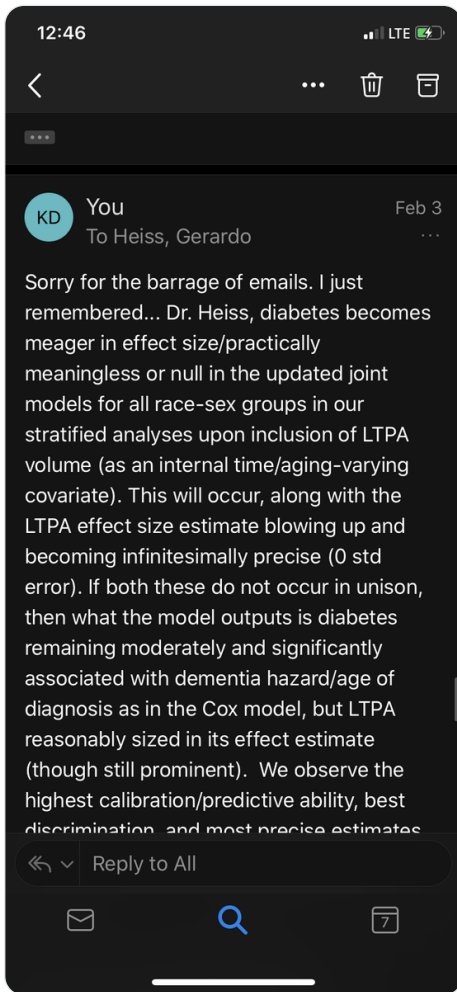 12:46
LTE
KD
You
Feb 3
To Heiss, Gerardo
Sorry for the barrage of emails. I just
remembered... Dr. Heiss, diabetes becomes
meager in effect size/practically
meaningless or null in the updated joint
models for all race-sex groups in our
stratified analyses upon inclusion of LTPA
volume (as an internal time/aging-varying
covariate). This will occur, along with the
LTPA effect size estimate blowing up and
becoming infinitesimally precise (0 std
error). If both these do not occur in unison,
then what the model outputs is diabetes
remaining moderately and significantly
associated with dementia hazard/age of
diagnosis as in the Cox model, but LTPA
reasonably sized in its effect estimate
(though still prominent).  We observe the
highest calibration/predictive ability, best
discrimination, and most precise estimates
Reply to All
7